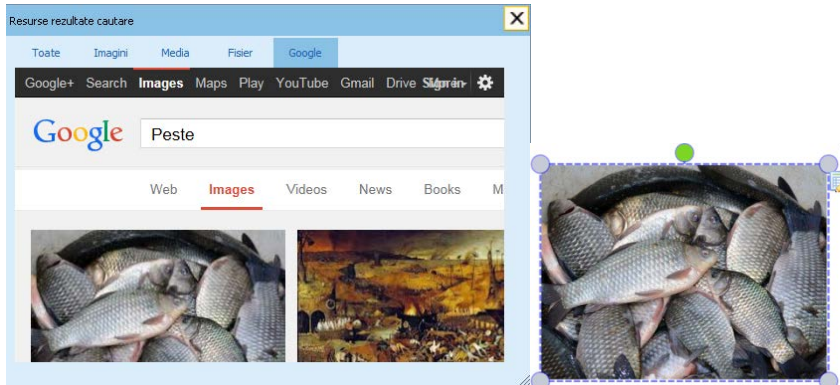 Resurse rezultate cautare
Toate Imagini Media Fisier Google
Google+ Search Images Maps Play YouTube Gmail Drive
Google Peste
Web Images Videos News Books M